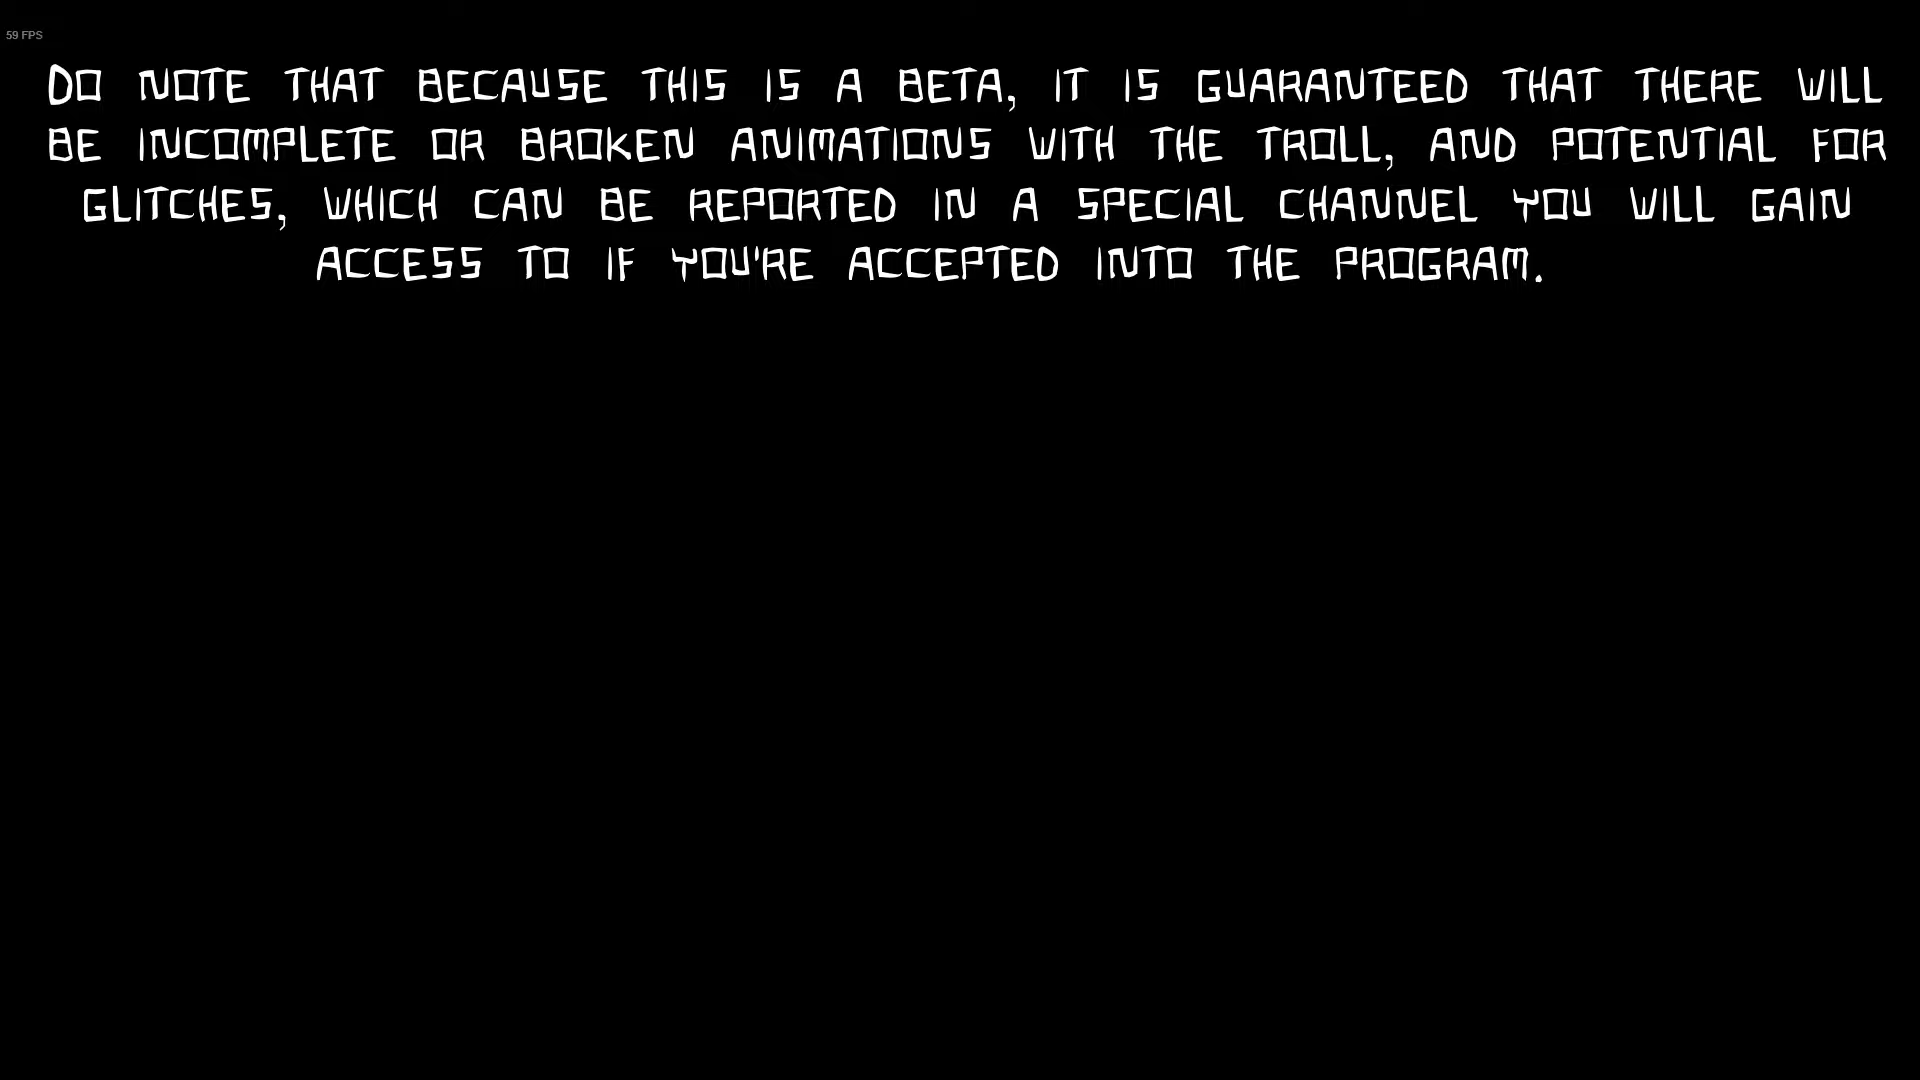 59 FPS
DO NOTE THAT BECAUSE THIS IS A BETA, IT IS GUARANTEED THAT THERE WILL
BE INCOMPLETE OR BROKEN ANIMATIONS WITH THE TROLL, AND POTENTIAL FOR
GLITCHES, WHICH CAN BE REPORTED IN A SPECIAL CHANNEL YOU WILL GAIN
ACCESS TO IF YOU'RE ACCEPTED INTO THE PROGRAM.